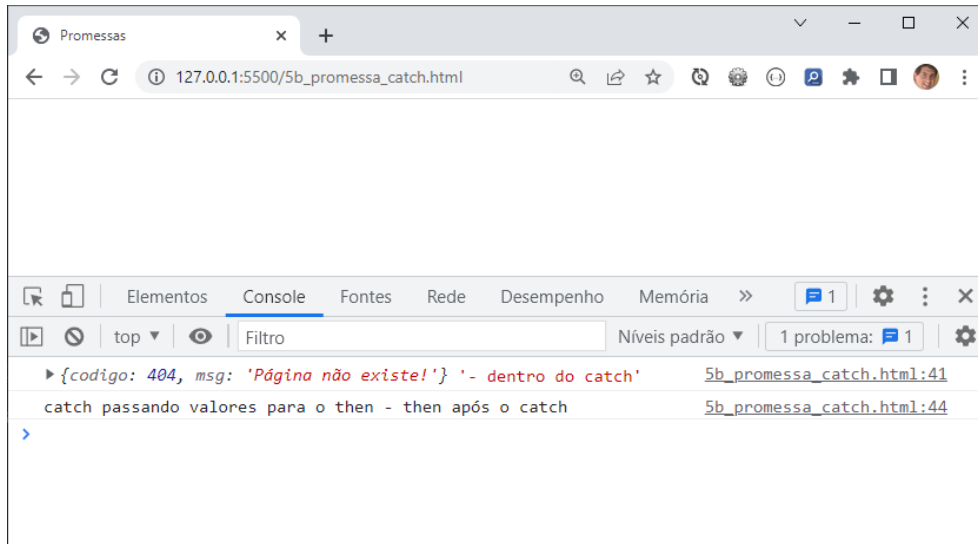 Promessas
127.0.0.1:5500/5b_promessa_catch.html
Elementos Console Fontes Rede Desempenho Memória » 1
top ▼ Filtro Níveis padrão ▼ 1 problema: 1
▶ {codigo: 404, msg: 'Página não existe!'} '- dentro do catch' 5b_promessa_catch.html:41
catch passando valores para o then - then após o catch 5b_promessa_catch.html:44
>